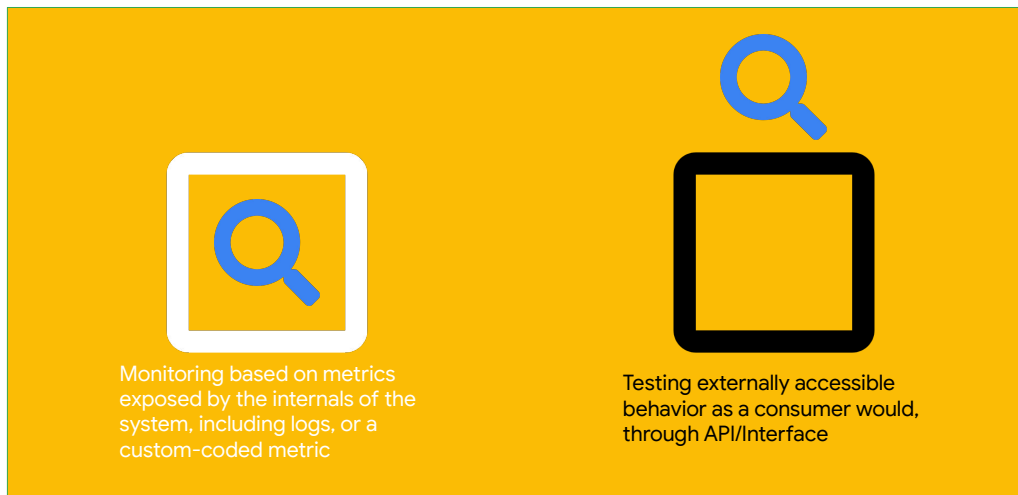 Monitoring based on metrics
exposed by the internals of the
system, including logs, or a
custom-coded metric
Testing externally accessible
behavior as a consumer would,
through API/Interface